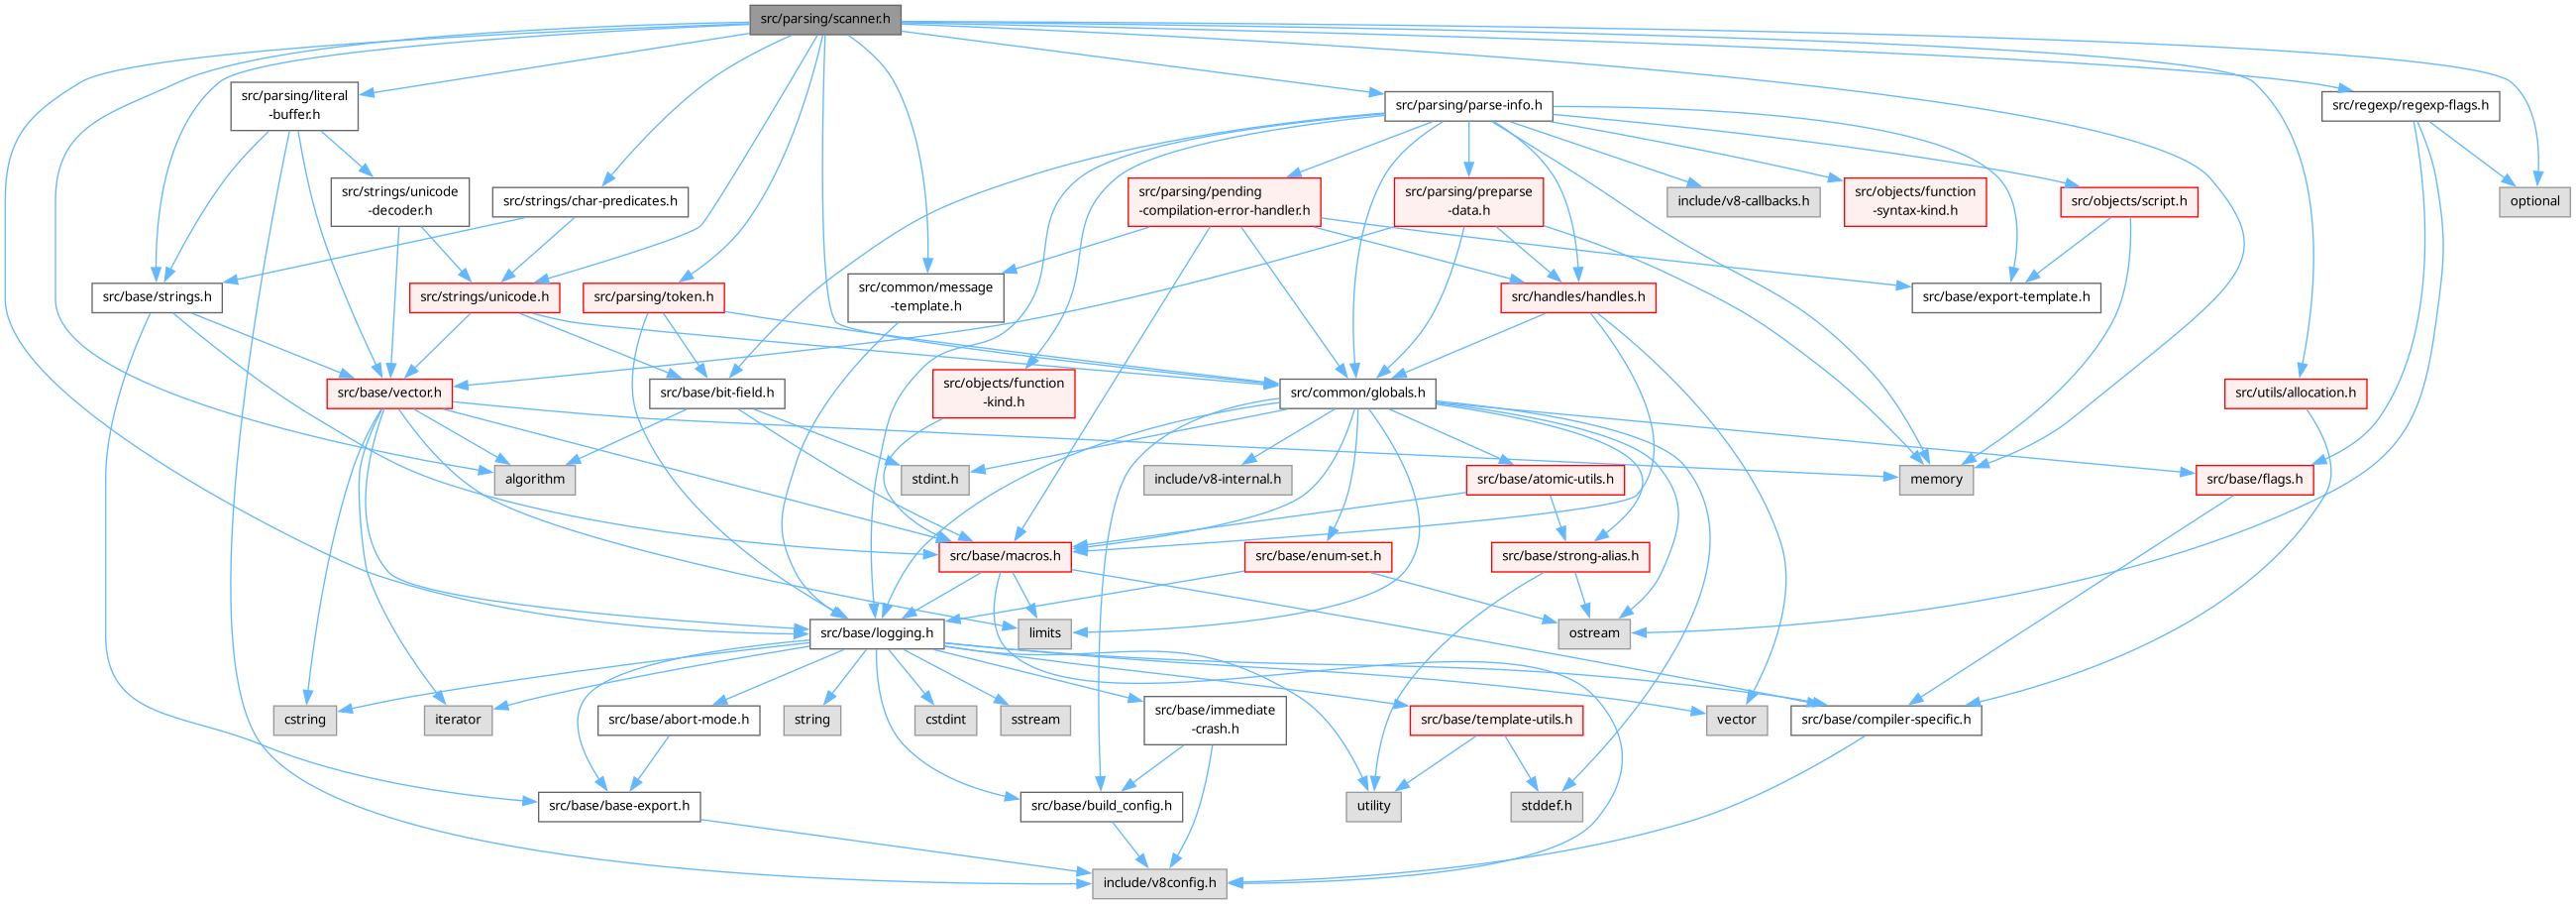 src/parsing/scanner.h
src/parsing/literal
-buffer.h
src/parsing/parse-info.h
src/regexp/regexp-flags.h
src/strings/unicode
-decoder.h
src/strings/char-predicates.h
src/parsing/pending
-compilation-error-handler.h
src/parsing/preparse
-data.h
include/v8-callbacks.h
src/objects/function
-syntax-kind.h
src/objects/script.h
optional
src/base/strings.h
src/strings/unicode.h
src/parsing/token.h
src/common/message
-template.h
src/handles/handles.h
src/base/export-template.h
src/base/vector.h
src/base/bit-field.h
src/objects/function
-kind.h
src/common/globals.h
src/utils/allocation.h
algorithm
stdint.h
include/v8-internal.h
src/base/atomic-utils.h
memory
src/base/flags.h
src/base/macros.h
src/base/enum-set.h
src/base/strong-alias.h
src/base/logging.h
limits
ostream
cstring
iterator
src/base/abort-mode.h
string
cstdint
sstream
src/base/immediate
-crash.h
src/base/template-utils.h
vector
src/base/compiler-specific.h
src/base/base-export.h
src/base/build_config.h
utility
stddef.h
include/v8config.h